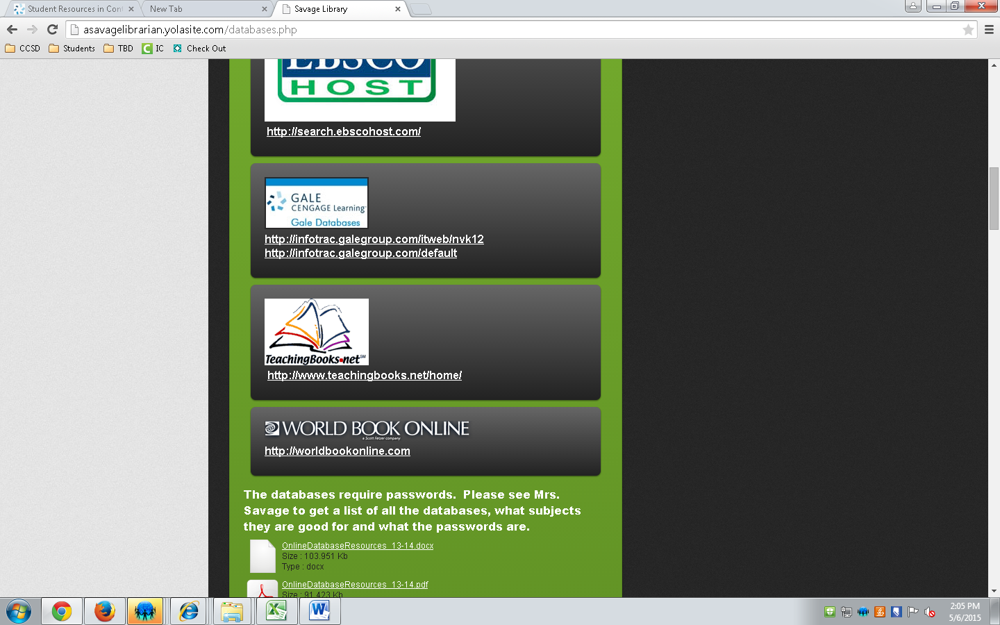 Student Resources in Cont
New Tab
Savage Library
asavagelibrarian.yolasite.com/databases.php
CCSD
Students
TBD
IC
Check Out
EBSCO
HOST
http://search.ebscohost.com/
GALE
CENGAGE Learning
Gale Databases
http://infotrac.galegroup.com/itweb/nvk12
http://infotrac.galegroup.com/default
TeachingBooks.net SM
http://www.teachingbooks.net/home/
WORLD BOOK ONLINE
a Scott Fetzer company
http://worldbookonline.com
The databases require passwords.  Please see Mrs.
Savage to get a list of all the databases, what subjects
they are good for and what the passwords are.
OnlineDatabaseResources_13-14.docx
Size : 103.951 Kb
Type : docx
OnlineDatabaseResources_13-14.pdf
Size : 91.423 Kb
2:05 PM
5/6/2015